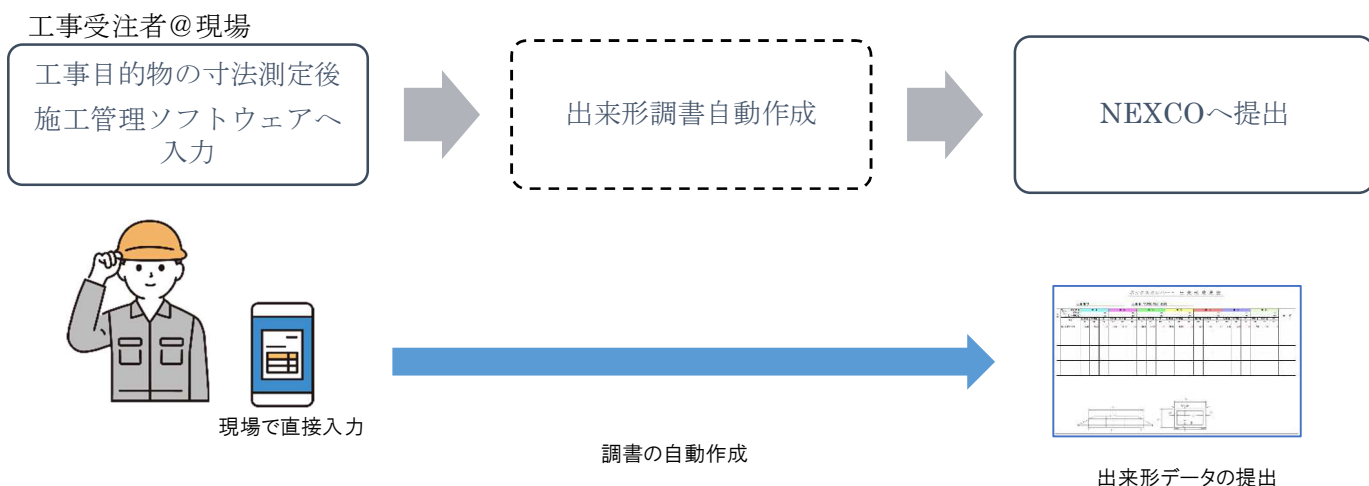 工事受注者@現場
工事目的物の寸法測定後
施工管理ソフトウェアへ
入力
出来形調書自動作成
NEXCOへ提出
現場で直接入力
調書の自動作成
出来形データの提出